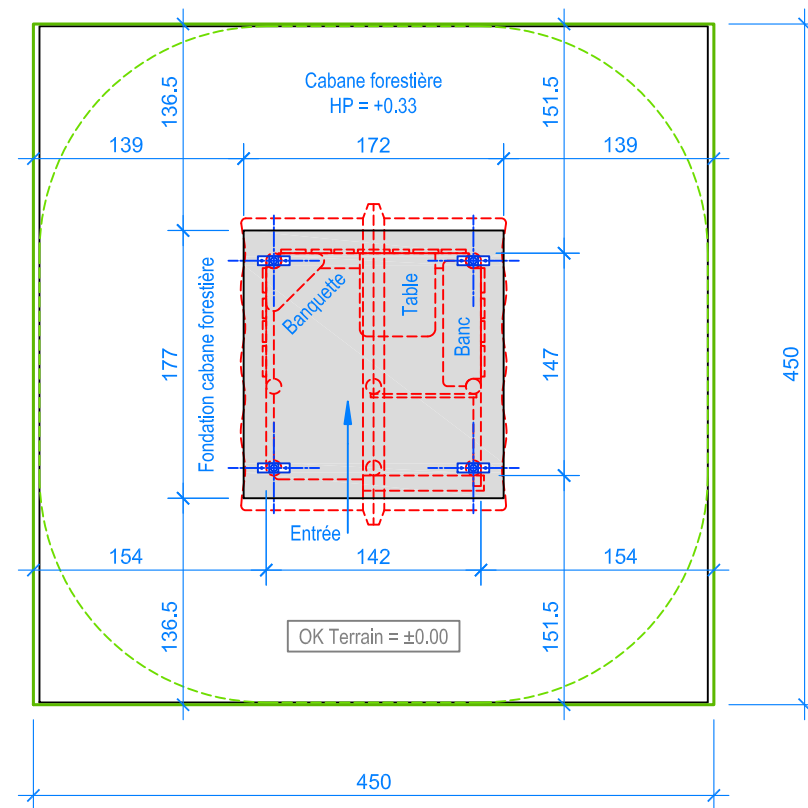 136.5
151.5
Cabane forestière
HP = +0.33
139
172
139
Fondation cabane forestière
177
Banquette
Table
Banc
147
450
Entrée
154
142
154
136.5
151.5
OK Terrain = ±0.00
450